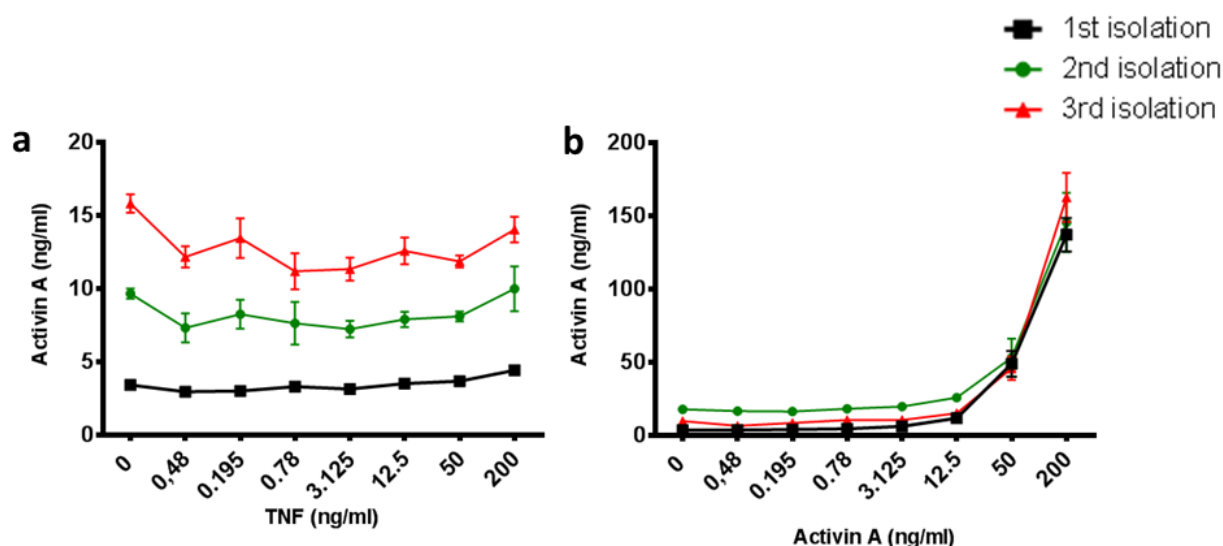 1st isolation
2nd isolation
3rd isolation
a
Activin A (ng/ml)
20
15
10
5
0
0
0,48
0.195
0.78
3.125
12.5
50
200
TNF (ng/ml)
b
Activin A (ng/ml)
200
150
100
50
0
0
0,48
0.195
0.78
3.125
12.5
50
200
Activin A (ng/ml)